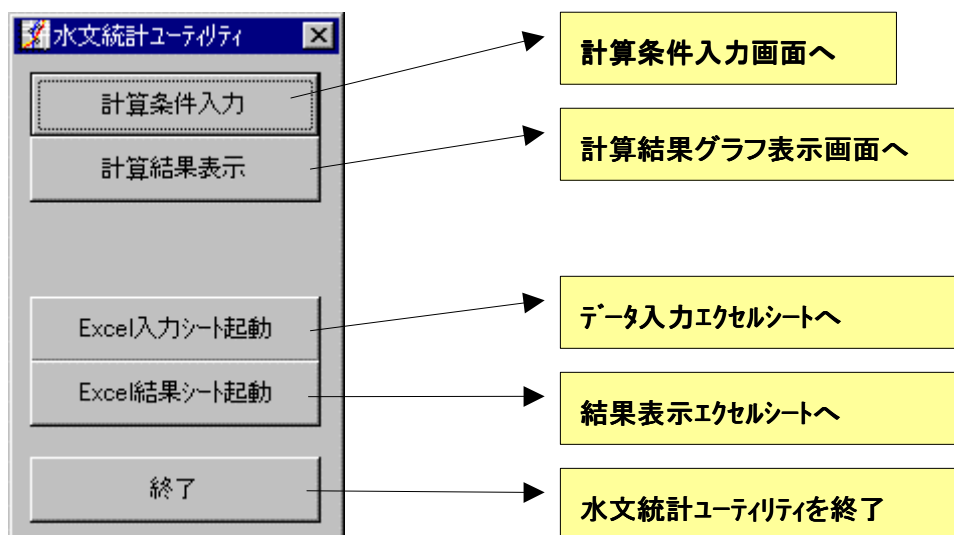 水文統計ﾕｰﾃｨﾘﾃｨ
計算条件入力
計算結果表示
Excel入力ｼｰﾄ起動
Excel結果ｼｰﾄ起動
終了
計算条件入力画面へ
計算結果グラフ表示画面へ
ﾃﾞｰﾀ入力ｴｸｾﾙｼｰﾄへ
結果表示ｴｸｾﾙｼｰﾄへ
水文統計ﾕｰﾃｨﾘﾃｨを終了